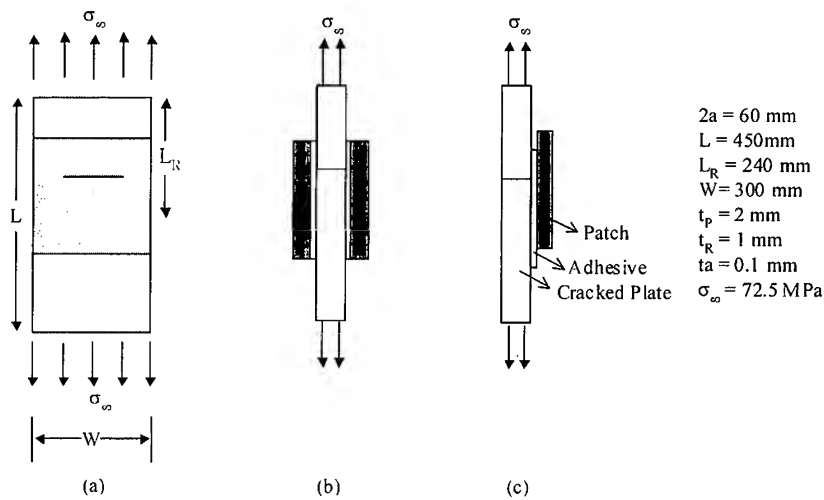 σ∞
σ∞
σ∞
L
L_R
2a = 60 mm
L = 450mm
L_R = 240 mm
W= 300 mm
t_P = 2 mm
t_R = 1 mm
ta = 0.1 mm
σ∞ = 72.5 MPa
Patch
Adhesive
Cracked Plate
σ∞
W
(a)
(b)
(c)